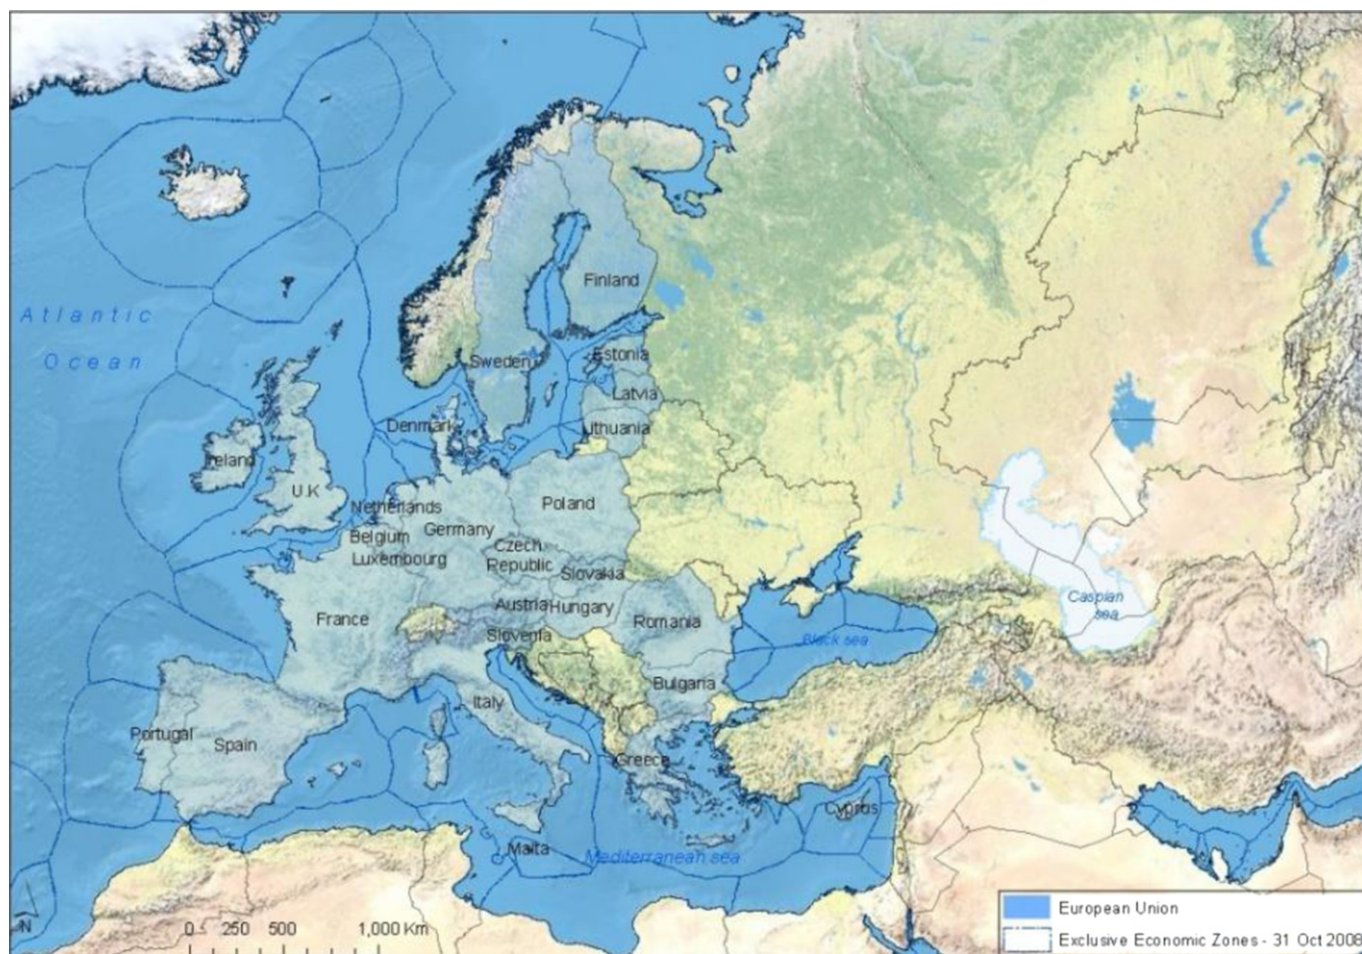 Atlantic
Ocean
Finland
Sweden
Estonia
Latvia
Lithuania
Denmark
Ireland
U.K
Netherlands
Poland
Belgium
Germany
Luxembourg
Czech
Republic
Slovakia
France
Austria
Hungary
Romania
Slovenia
Caspian
sea
Black sea
Bulgaria
Italy
Portugal
Spain
Greece
Cyprus
Malta
Mediterranean sea
N
0 250 500 1,000 Km
European Union
Exclusive Economic Zones - 31 Oct 2008